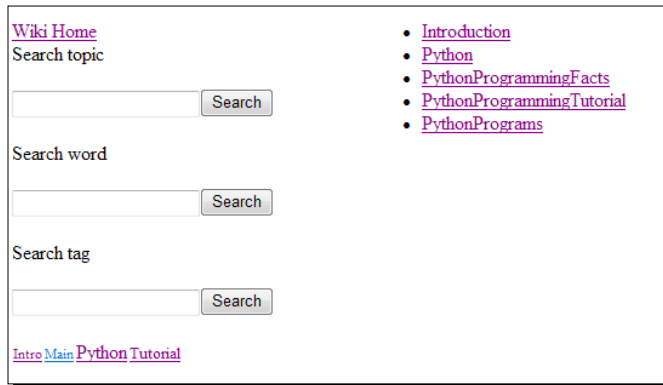 Wiki Home
Search topic
Search
Search word
Search
Search tag
Search
Intro Main Python Tutorial
Introduction
Python
PythonProgrammingFacts
PythonProgrammingTutorial
PythonPrograms